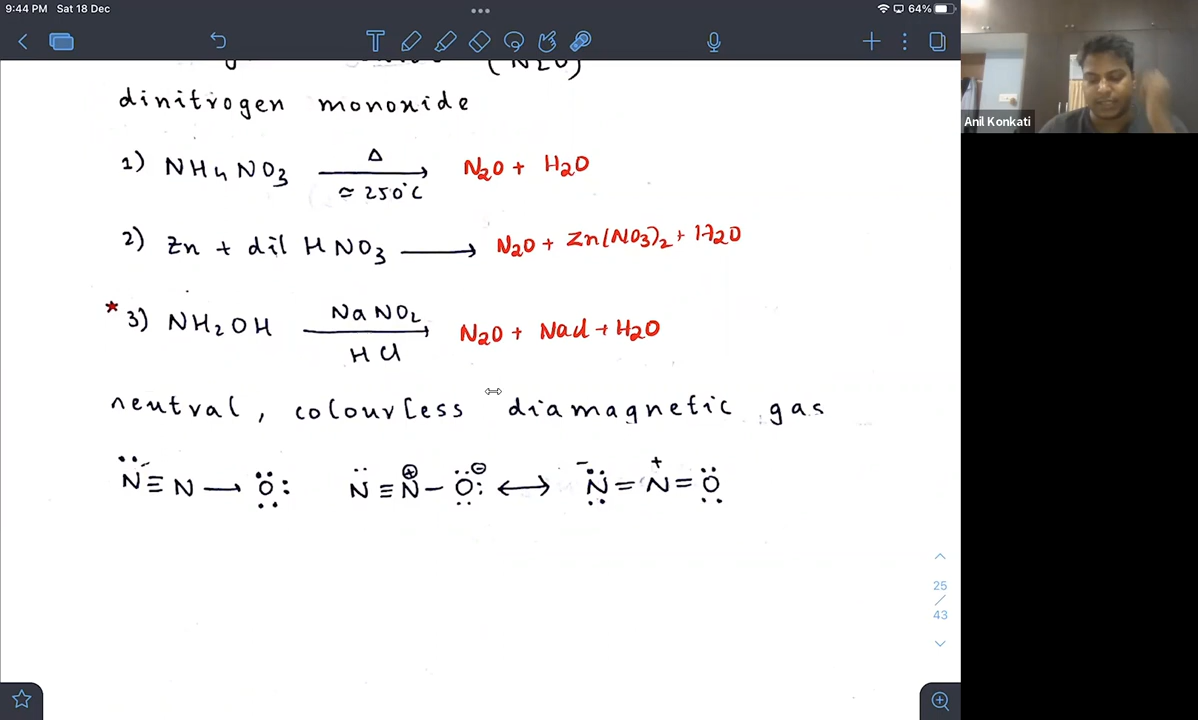 9:44 PM Sat 18 Dec
64%
Anil Konkati
(N2O)
dinitrogen monoxide
1) NH4NO3 Δ ≈ 250°C N2O + H2O
2) Zn + dil HNO3 → N2O + Zn(NO3)2 + H2O
* 3) NH2OH NaNO2 HCl N2O + NaCl + H2O
neutral, colourless diamagnetic gas
N≡N→O: N≡N⊕–O:⊖ ↔ N⁻=N⁺=O
25
/
43